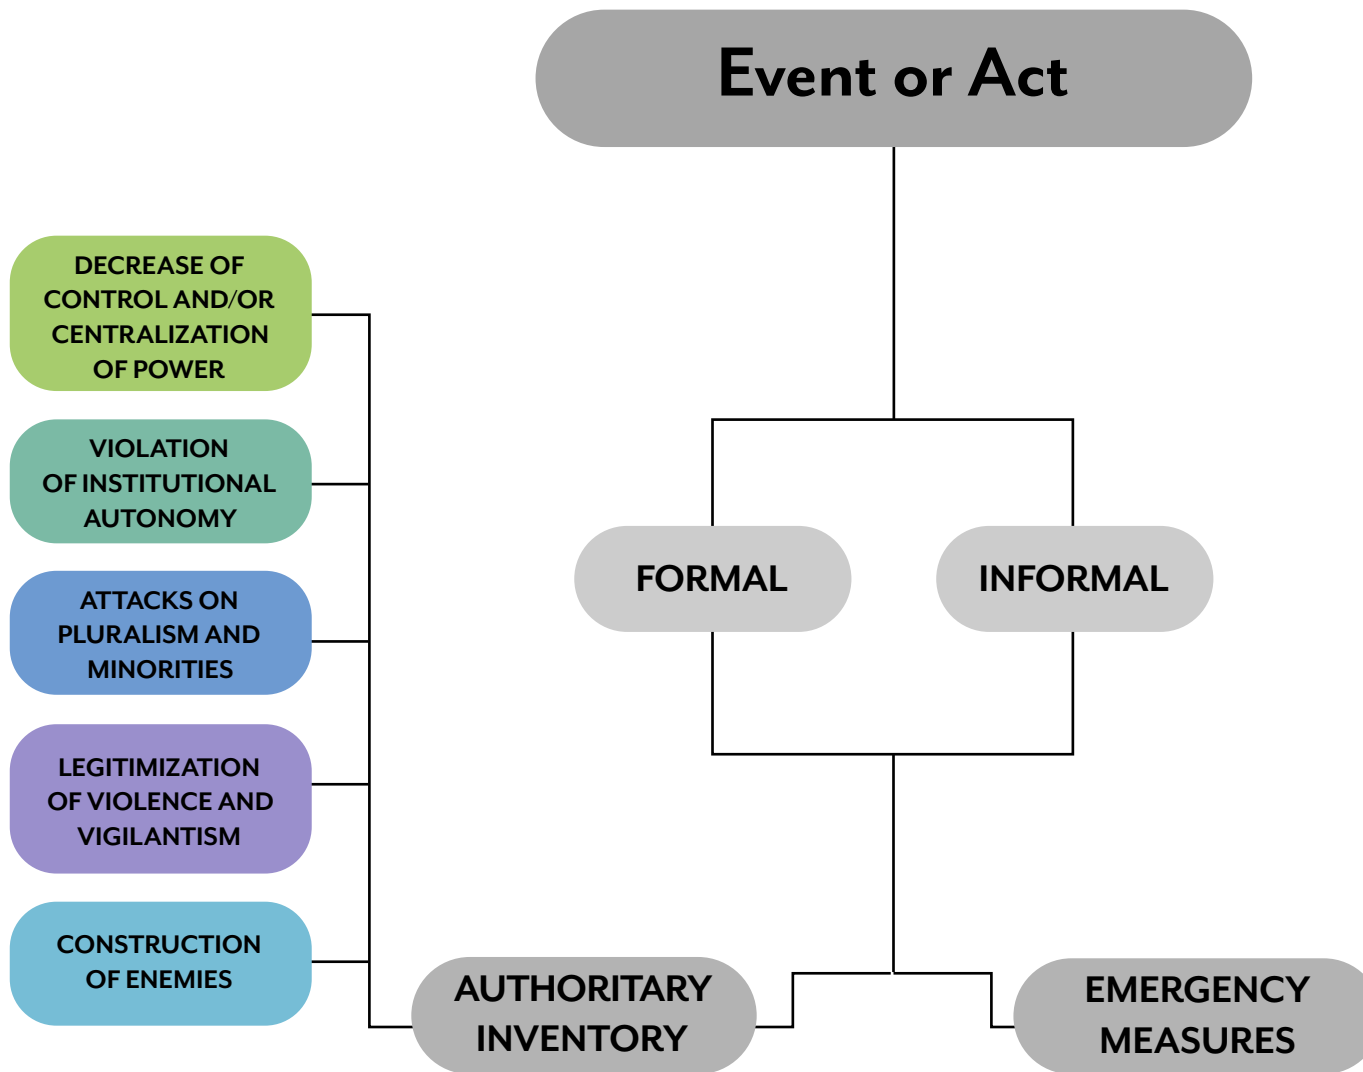 Event or Act
DECREASE OF
CONTROL AND/OR
CENTRALIZATION
OF POWER
VIOLATION
OF INSTITUTIONAL
AUTONOMY
ATTACKS ON
PLURALISM AND
MINORITIES
LEGITIMIZATION
OF VIOLENCE AND
VIGILANTISM
CONSTRUCTION
OF ENEMIES
FORMAL
INFORMAL
AUTHORITARY
INVENTORY
EMERGENCY
MEASURES